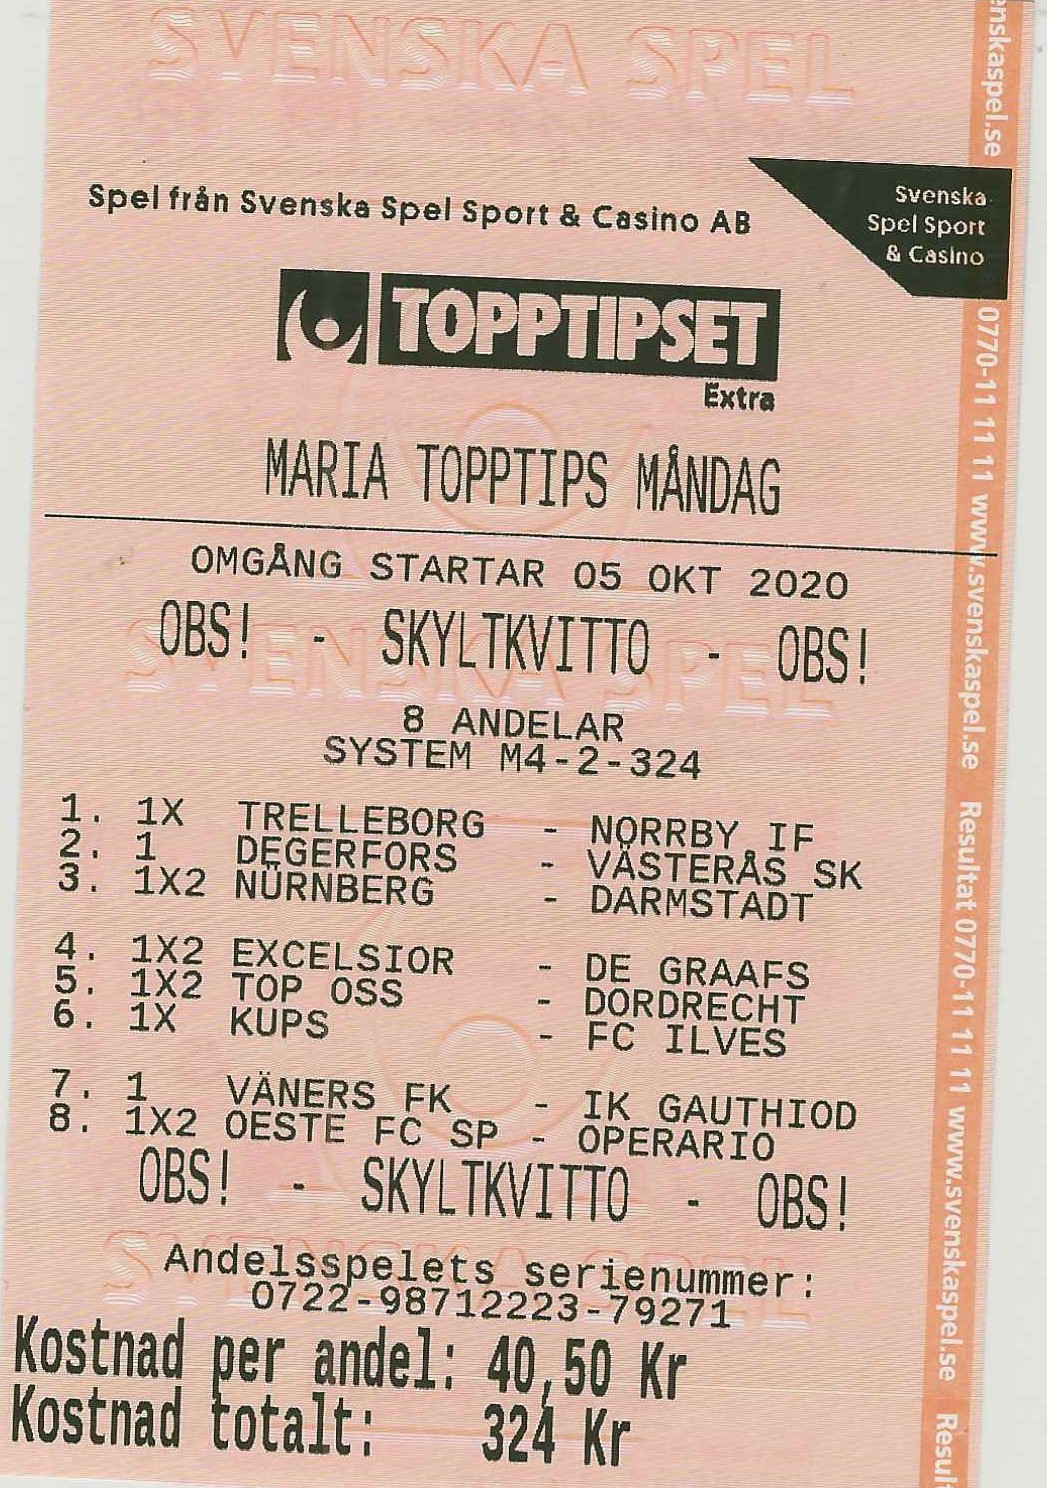 SVENSKA SPEL
Spel från Svenska Spel Sport & Casino AB
Svenska
Spel Sport
& Casino
TOPPTIPSET
Extra
MARIA TOPPTIPS MÅNDAG
OMGÅNG STARTAR 05 OKT 2020
OBS! - SKYLTKVITTO - OBS!
SVENSKA SPEL
8 ANDELAR
SYSTEM M4-2-324
1. 1X TRELLEBORG - NORRBY IF
2. 1 DEGERFORS - VÄSTERÅS SK
3. 1X2 NÜRNBERG - DARMSTADT
4. 1X2 EXCELSIOR - DE GRAAFS
5. 1X2 TOP OSS - DORDRECHT
6. 1X KUPS - FC ILVES
7. 1 VÄNERS FK - IK GAUTHIOD
8. 1X2 OESTE FC SP - OPERARIO
OBS! - SKYLTKVITTO - OBS!
SVENSKA SPEL
Andelsspelets serienummer:
0722-98712223-79271
Kostnad per andel: 40,50 Kr
Kostnad totalt: 324 Kr
enskaspel.se
0770-11 11 11 www.svenskaspel.se Resultat 0770-11 11 11 www.svenskaspel.se Resul